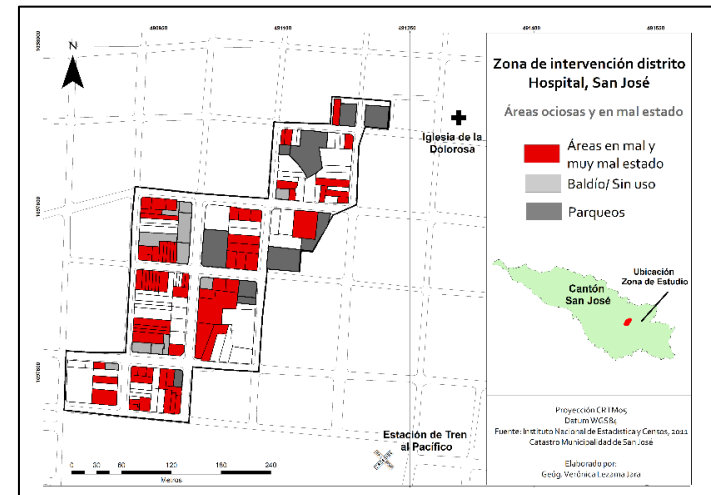 N
Iglesia de la
Dolorosa
Estación de Tren
al Pacífico
0 30 60 120 180 240
Metros
Zona de intervención distrito
Hospital, San José
Áreas ociosas y en mal estado
Áreas en mal y
muy mal estado
Baldío/ Sin uso
Parqueos
Cantón
San José
Ubicación
Zona de Estudio
Proyección CRTM05
Datum WGS84
Fuente: Instituto Nacional de Estadística y Censos, 2011
Catastro Municipalidad de San José
Elaborado por:
Geóg. Verónica Lezama Jara